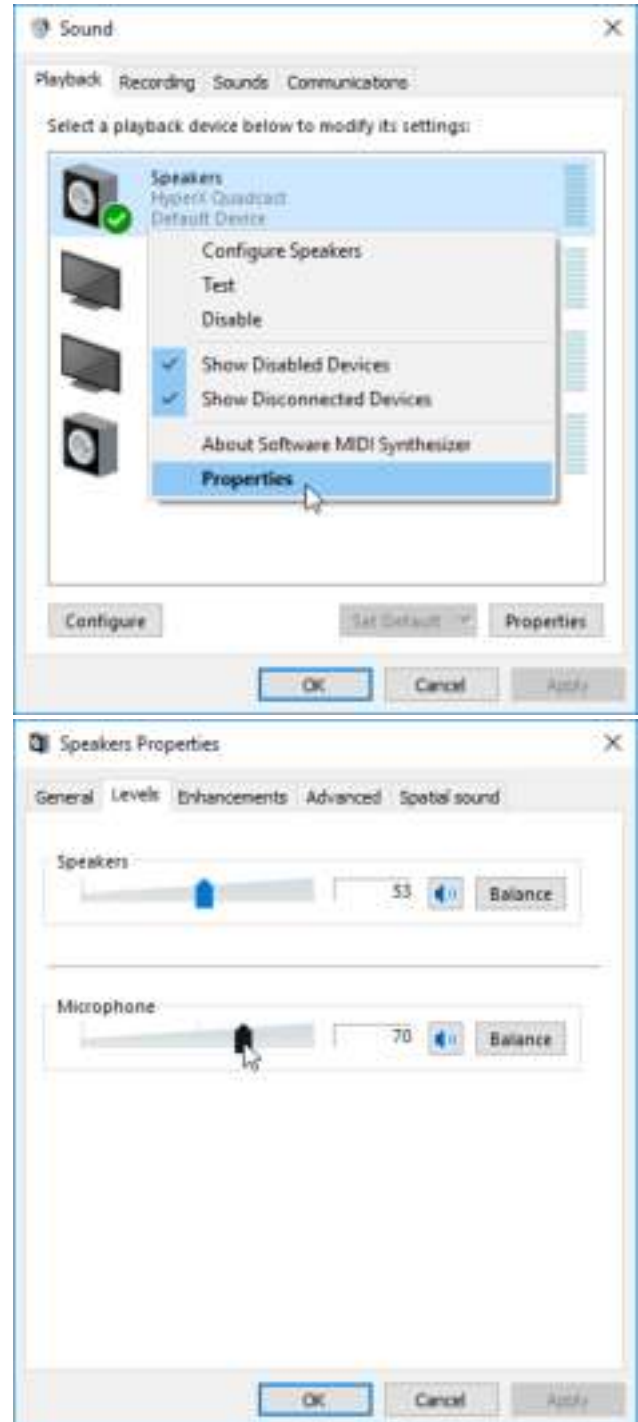 Sound
Playback Recording Sounds Communications
Select a playback device below to modify its settings:
Speakers
HyperX Quadcast
Default Device
Configure Speakers
Test
Disable
Show Disabled Devices
Show Disconnected Devices
About Software MIDI Synthesizer
Properties
Configure Set Default Properties
OK Cancel Apply
Speakers Properties
General Levels Enhancements Advanced Spatial sound
Speakers
53 Balance
Microphone
70 Balance
OK Cancel Apply